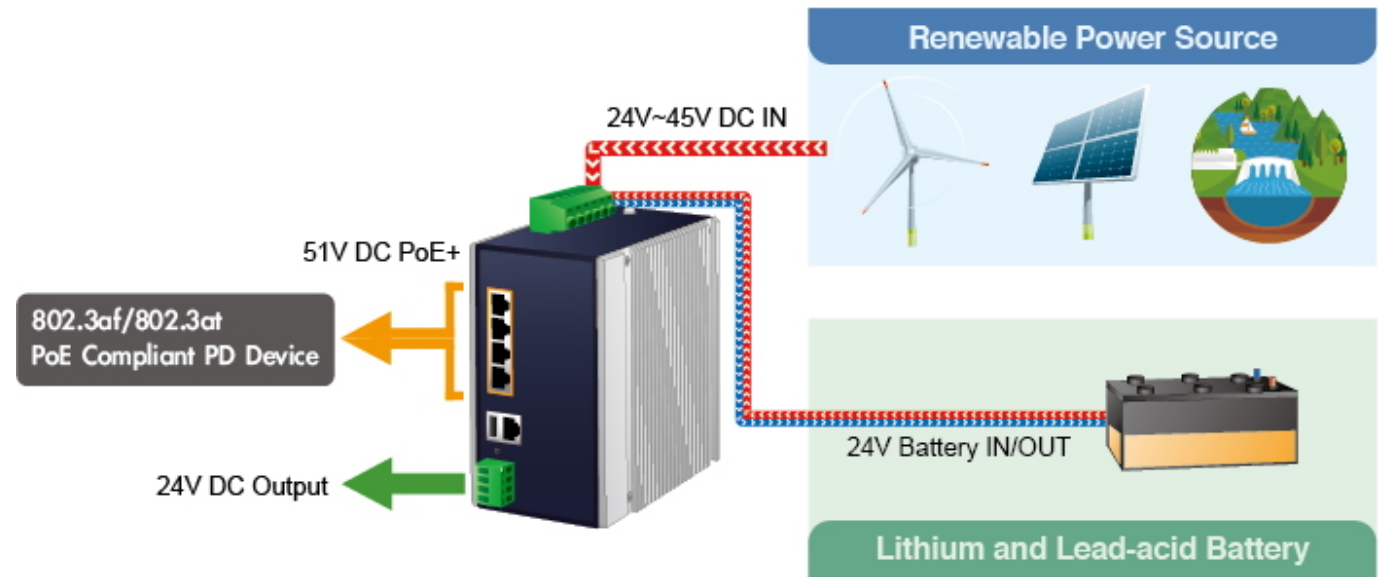 Renewable Power Source
24V~45V DC IN
51V DC PoE+
802.3af/802.3at
PoE Compliant PD Device
24V Battery IN/OUT
24V DC Output
Lithium and Lead-acid Battery